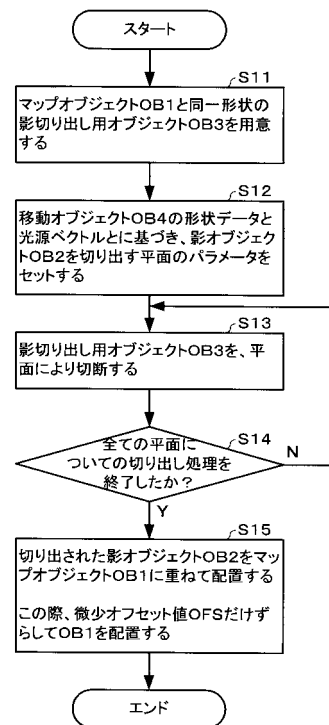 スタート
S11
マップオブジェクトOB1と同一形状の
影切り出し用オブジェクトOB3を用意
する
S12
移動オブジェクトOB4の形状データと
光源ベクトルとに基づき、影オブジェ
クトOB2を切り出す平面のパラメータを
セットする
S13
影切り出し用オブジェクトOB3を、平
面により切断する
S14
全ての平面に
ついての切り出し処理を
終了したか?
N
Y
S15
切り出された影オブジェクトOB2をマッ
プオブジェクトOB1に重ねて配置する
この際、微少オフセット値OFSだけず
らしてOB1を配置する
エンド